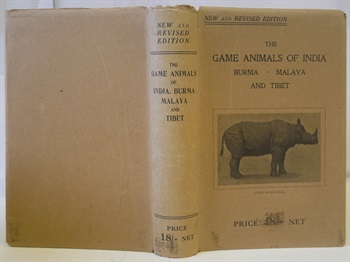 NEW AND
REVISED
EDITION
THE
GAME ANIMALS
OF
INDIA, BURMA
MALAYA
AND
TIBET
PRICE
18/- NET
NEW AND REVISED EDITION
THE
GAME ANIMALS OF INDIA
BURMA - MALAYA
AND TIBET
PRICE 18/- NET